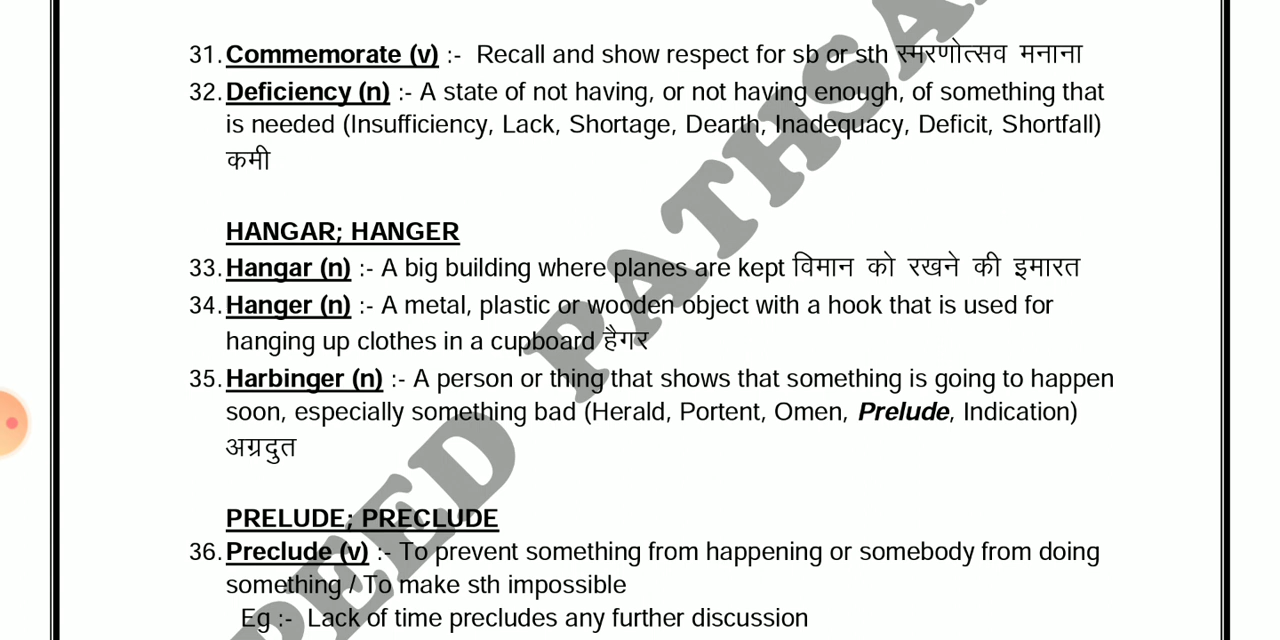 31. Commemorate (v) :- Recall and show respect for sb or sth स्मरणोत्सव मनाना
32. Deficiency (n) :- A state of not having, or not having enough, of something that
is needed (Insufficiency, Lack, Shortage, Dearth, Inadequacy, Deficit, Shortfall)
कमी
HANGAR; HANGER
33. Hangar (n) :- A big building where planes are kept विमान को रखने की इमारत
34. Hanger (n) :- A metal, plastic or wooden object with a hook that is used for
hanging up clothes in a cupboard हैगर
35. Harbinger (n) :- A person or thing that shows that something is going to happen
soon, especially something bad (Herald, Portent, Omen, Prelude, Indication)
अग्रदुत
PRELUDE; PRECLUDE
36. Preclude (v) :- To prevent something from happening or somebody from doing
something / To make sth impossible
Eg :- Lack of time precludes any further discussion
PEED PATHSA